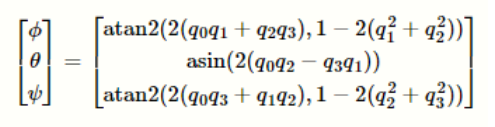 [ϕ] = [atan2(2(q₀q₁ + q₂q₃), 1 − 2(q₁² + q₂²))]
[θ] = [asin(2(q₀q₂ − q₃q₁))]
[ψ] = [atan2(2(q₀q₃ + q₁q₂), 1 − 2(q₂² + q₃²))]